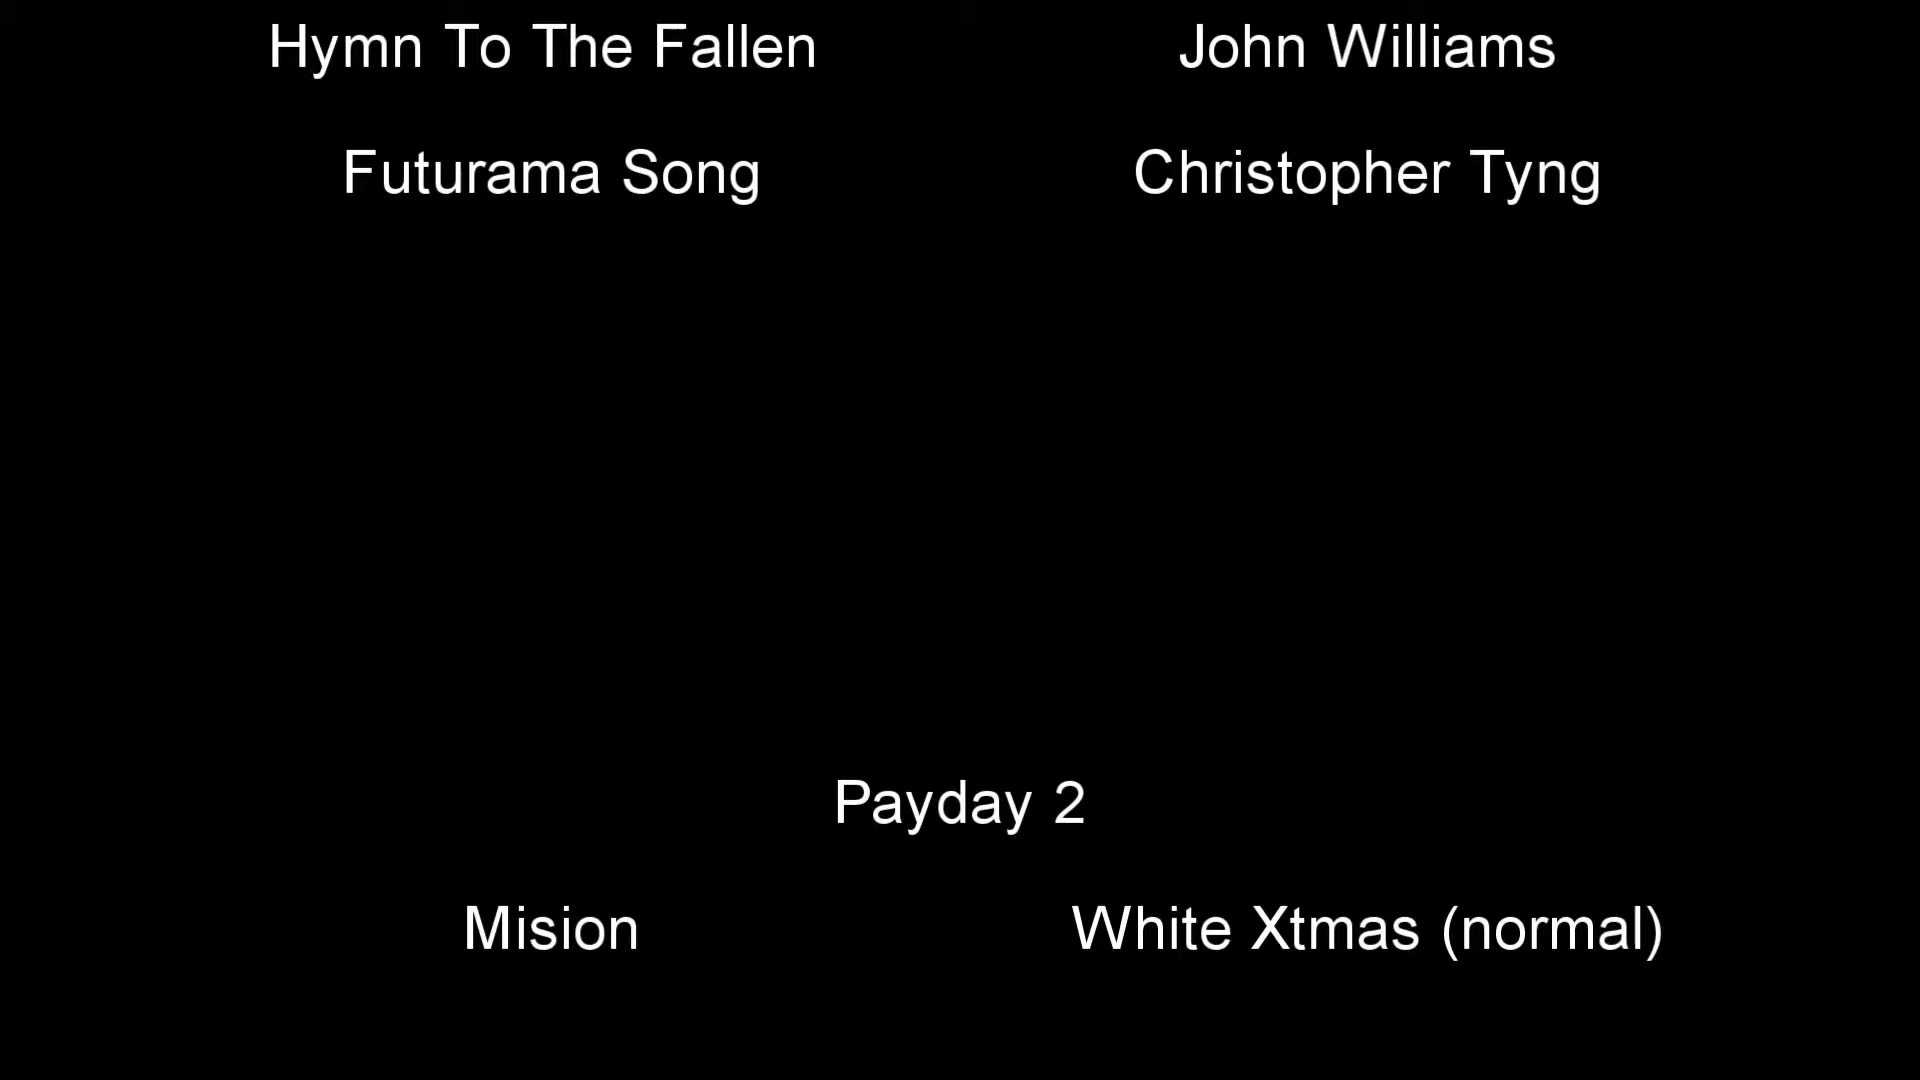 Hymn To The Fallen John Williams
Futurama Song Christopher Tyng
Payday 2
Mision White Xtmas (normal)